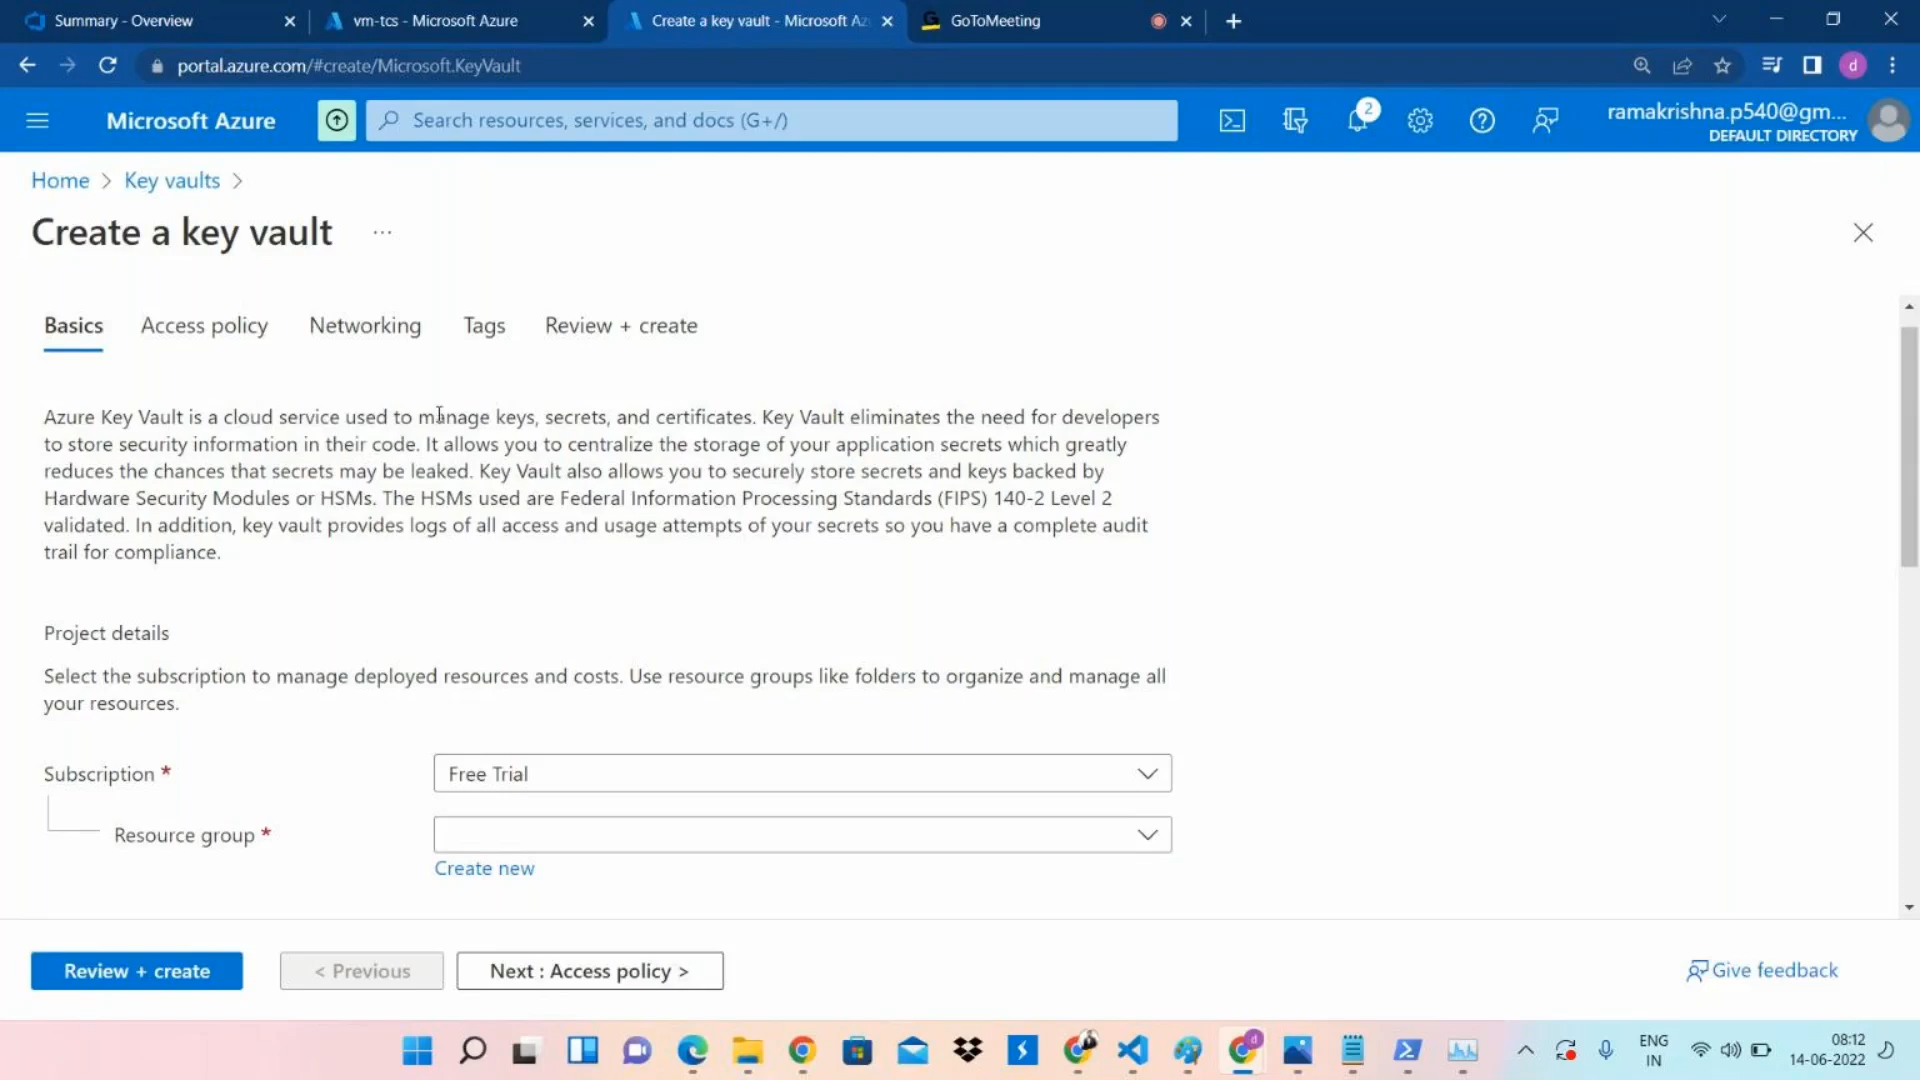 Summary - Overview
vm-tcs - Microsoft Azure
Create a key vault - Microsoft Az
GoToMeeting
portal.azure.com/#create/Microsoft.KeyVault
d
Microsoft Azure
Search resources, services, and docs (G+/)
2
ramakrishna.p540@gm...
DEFAULT DIRECTORY
Home > Key vaults >
Create a key vault ...
Basics
Access policy
Networking
Tags
Review + create
Azure Key Vault is a cloud service used to manage keys, secrets, and certificates. Key Vault eliminates the need for developers
to store security information in their code. It allows you to centralize the storage of your application secrets which greatly
reduces the chances that secrets may be leaked. Key Vault also allows you to securely store secrets and keys backed by
Hardware Security Modules or HSMs. The HSMs used are Federal Information Processing Standards (FIPS) 140-2 Level 2
validated. In addition, key vault provides logs of all access and usage attempts of your secrets so you have a complete audit
trail for compliance.
Project details
Select the subscription to manage deployed resources and costs. Use resource groups like folders to organize and manage all
your resources.
Subscription *
Free Trial
Resource group *
Create new
Review + create
< Previous
Next : Access policy >
Give feedback
ENG
IN
08:12
14-06-2022